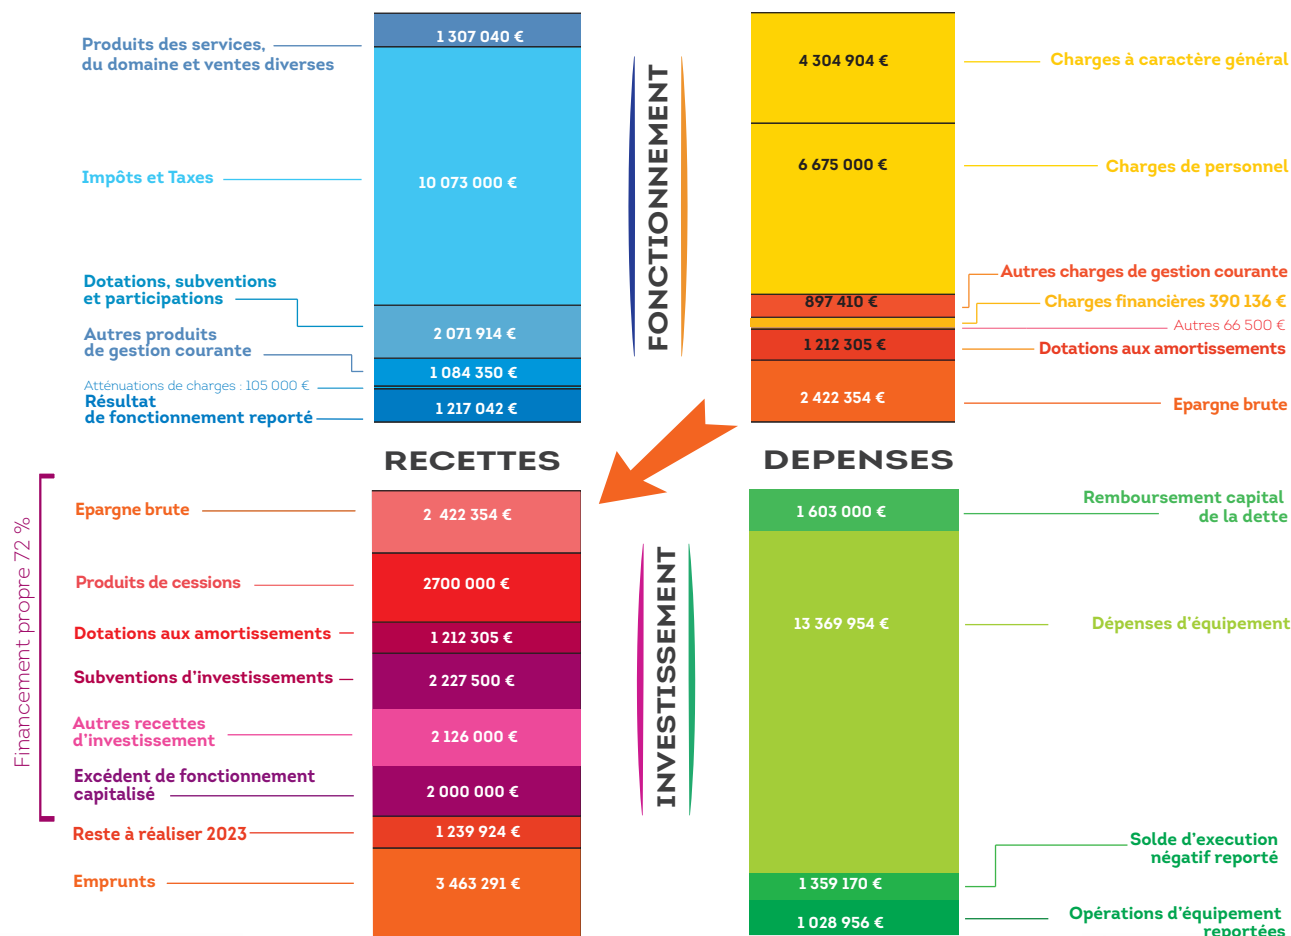 Produits des services,
du domaine et ventes diverses
1 307 040 €
Impôts et Taxes
10 073 000 €
Dotations, subventions
et participations
2 071 914 €
Autres produits
de gestion courante
1 084 350 €
Atténuations de charges : 105 000 €
Résultat
de fonctionnement reporté
1 217 042 €
FONCTIONNEMENT
4 304 904 €
Charges à caractère général
6 675 000 €
Charges de personnel
Autres charges de gestion courante
897 410 €
Charges financières 390 136 €
Autres 66 500 €
1 212 305 €
Dotations aux amortissements
2 422 354 €
Epargne brute
RECETTES
DEPENSES
Financement propre 72 %
Epargne brute
2 422 354 €
Produits de cessions
2700 000 €
Dotations aux amortissements
1 212 305 €
Subventions d'investissements
2 227 500 €
Autres recettes
d'investissement
2 126 000 €
Excédent de fonctionnement
capitalisé
2 000 000 €
Reste à réaliser 2023
1 239 924 €
Emprunts
3 463 291 €
INVESTISSEMENT
1 603 000 €
Remboursement capital
de la dette
13 369 954 €
Dépenses d'équipement
Solde d'execution
négatif reporté
1 359 170 €
Opérations d'équipement
reportées
1 028 956 €